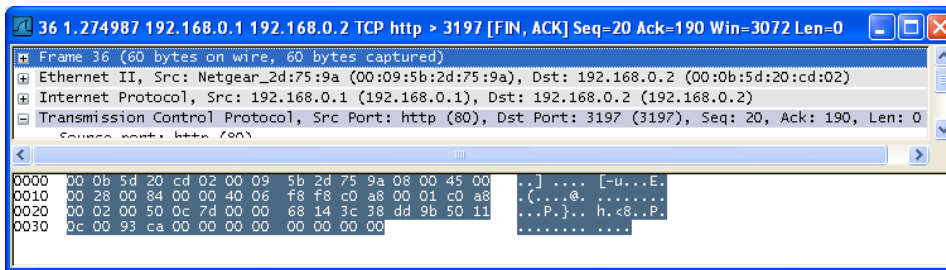 36 1.274987 192.168.0.1 192.168.0.2 TCP http > 3197 [FIN, ACK] Seq=20 Ack=190 Win=3072 Len=0
Frame 36 (60 bytes on wire, 60 bytes captured)
Ethernet II, Src: Netgear_2d:75:9a (00:09:5b:2d:75:9a), Dst: 192.168.0.2 (00:0b:5d:20:cd:02)
Internet Protocol, Src: 192.168.0.1 (192.168.0.1), Dst: 192.168.0.2 (192.168.0.2)
Transmission Control Protocol, Src Port: http (80), Dst Port: 3197 (3197), Seq: 20, Ack: 190, Len: 0
Source port: http (80)
0000 00 0b 5d 20 cd 02 00 09 5b 2d 75 9a 08 00 45 00 ..] .... [-u...E.
0010 00 28 00 84 00 00 40 06 f8 f8 c0 a8 00 01 c0 a8 .(....@. ........
0020 00 02 00 50 0c 7d 00 00 68 14 3c 38 dd 9b 50 11 ...P.}.. h.<8..P.
0030 0c 00 93 ca 00 00 00 00 00 00 00 00 ........ ....